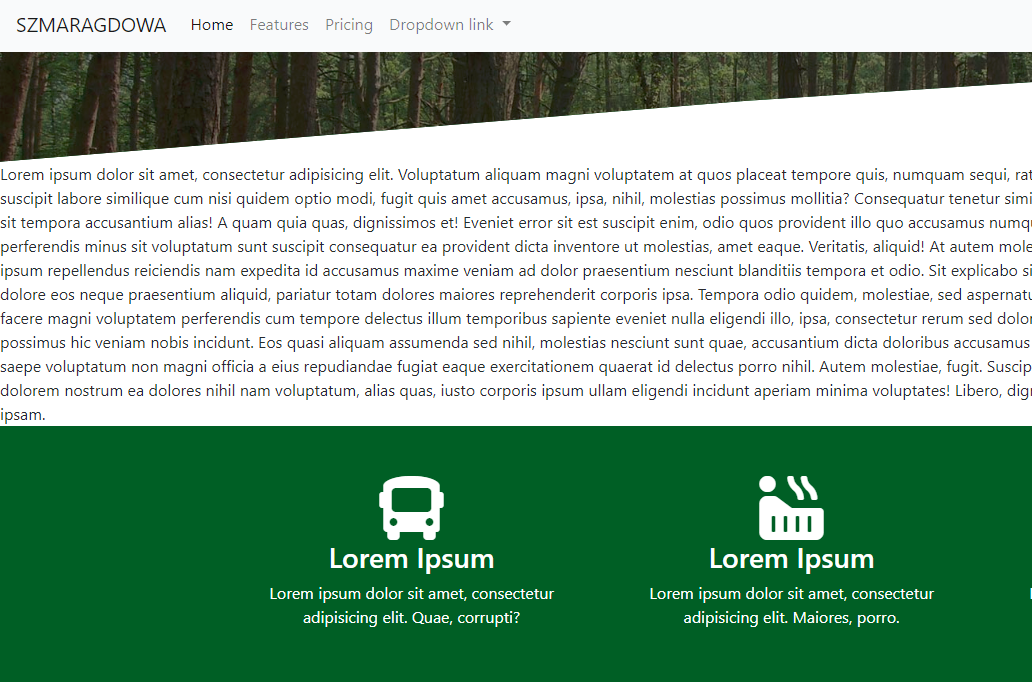 SZMARAGDOWA Home Features Pricing Dropdown link
Lorem ipsum dolor sit amet, consectetur adipisicing elit. Voluptatum aliquam magni voluptatem at quos placeat tempore quis, numquam sequi, rat
suscipit labore similique cum nisi quidem optio modi, fugit quis amet accusamus, ipsa, nihil, molestias possimus mollitia? Consequatur tenetur simi
sit tempora accusantium alias! A quam quia quas, dignissimos et! Eveniet error sit est suscipit enim, odio quos provident illo quo accusamus numqu
perferendis minus sit voluptatum sunt suscipit consequatur ea provident dicta inventore ut molestias, amet eaque. Veritatis, aliquid! At autem mole
ipsum repellendus reiciendis nam expedita id accusamus maxime veniam ad dolor praesentium nesciunt blanditiis tempora et odio. Sit explicabo si
dolore eos neque praesentium aliquid, pariatur totam dolores maiores reprehenderit corporis ipsa. Tempora odio quidem, molestiae, sed aspernatu
facere magni voluptatem perferendis cum tempore delectus illum temporibus sapiente eveniet nulla eligendi illo, ipsa, consectetur rerum sed dolor
possimus hic veniam nobis incidunt. Eos quasi aliquam assumenda sed nihil, molestias nesciunt sunt quae, accusantium dicta doloribus accusamus
saepe voluptatum non magni officia a eius repudiandae fugiat eaque exercitationem quaerat id delectus porro nihil. Autem molestiae, fugit. Suscip
dolorem nostrum ea dolores nihil nam voluptatum, alias quas, iusto corporis ipsum ullam eligendi incidunt aperiam minima voluptates! Libero, dign
ipsam.
Lorem Ipsum
Lorem ipsum dolor sit amet, consectetur
adipisicing elit. Quae, corrupti?
Lorem Ipsum
Lorem ipsum dolor sit amet, consectetur
adipisicing elit. Maiores, porro.